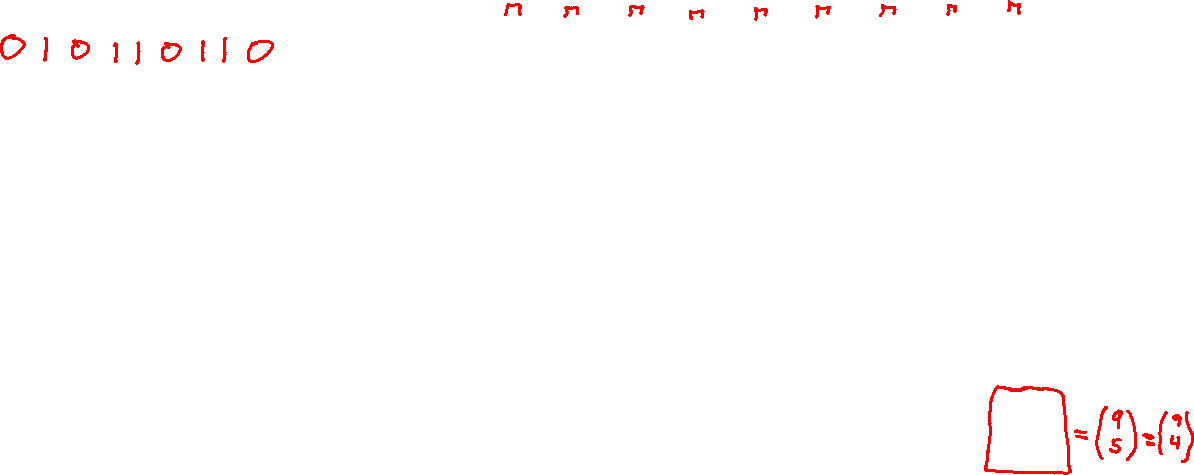 п п п п п п п п п
0 1 0 1 1 0 1 1 0
= (9 5) = (9 4)